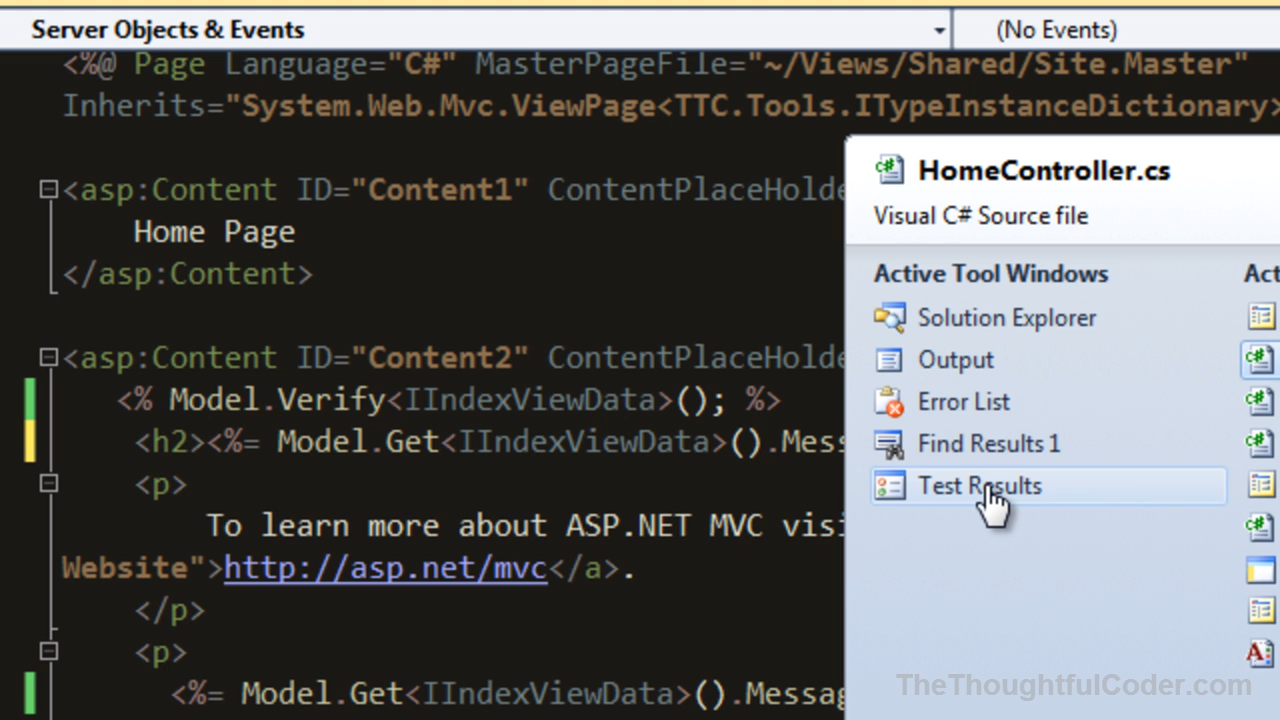 Server Objects & Events
(No Events)
<%@ Page Language="C#" MasterPageFile="~/Views/Shared/Site.Master"
Inherits="System.Web.Mvc.ViewPage<TTC.Tools.ITypeInstanceDictionary>
<asp:Content ID="Content1" ContentPlaceHolde
Home Page
</asp:Content>
<asp:Content ID="Content2" ContentPlaceHolde
<% Model.Verify<IIndexViewData>(); %>
<h2><%= Model.Get<IIndexViewData>().Mess
<p>
To learn more about ASP.NET MVC visi
Website">http://asp.net/mvc</a>.
</p>
<p>
<%= Model.Get<IIndexViewData>().Messag
HomeController.cs
Visual C# Source file
Active Tool Windows
Act
Solution Explorer
Output
Error List
Find Results 1
Test Results
TheThoughtfulCoder.com